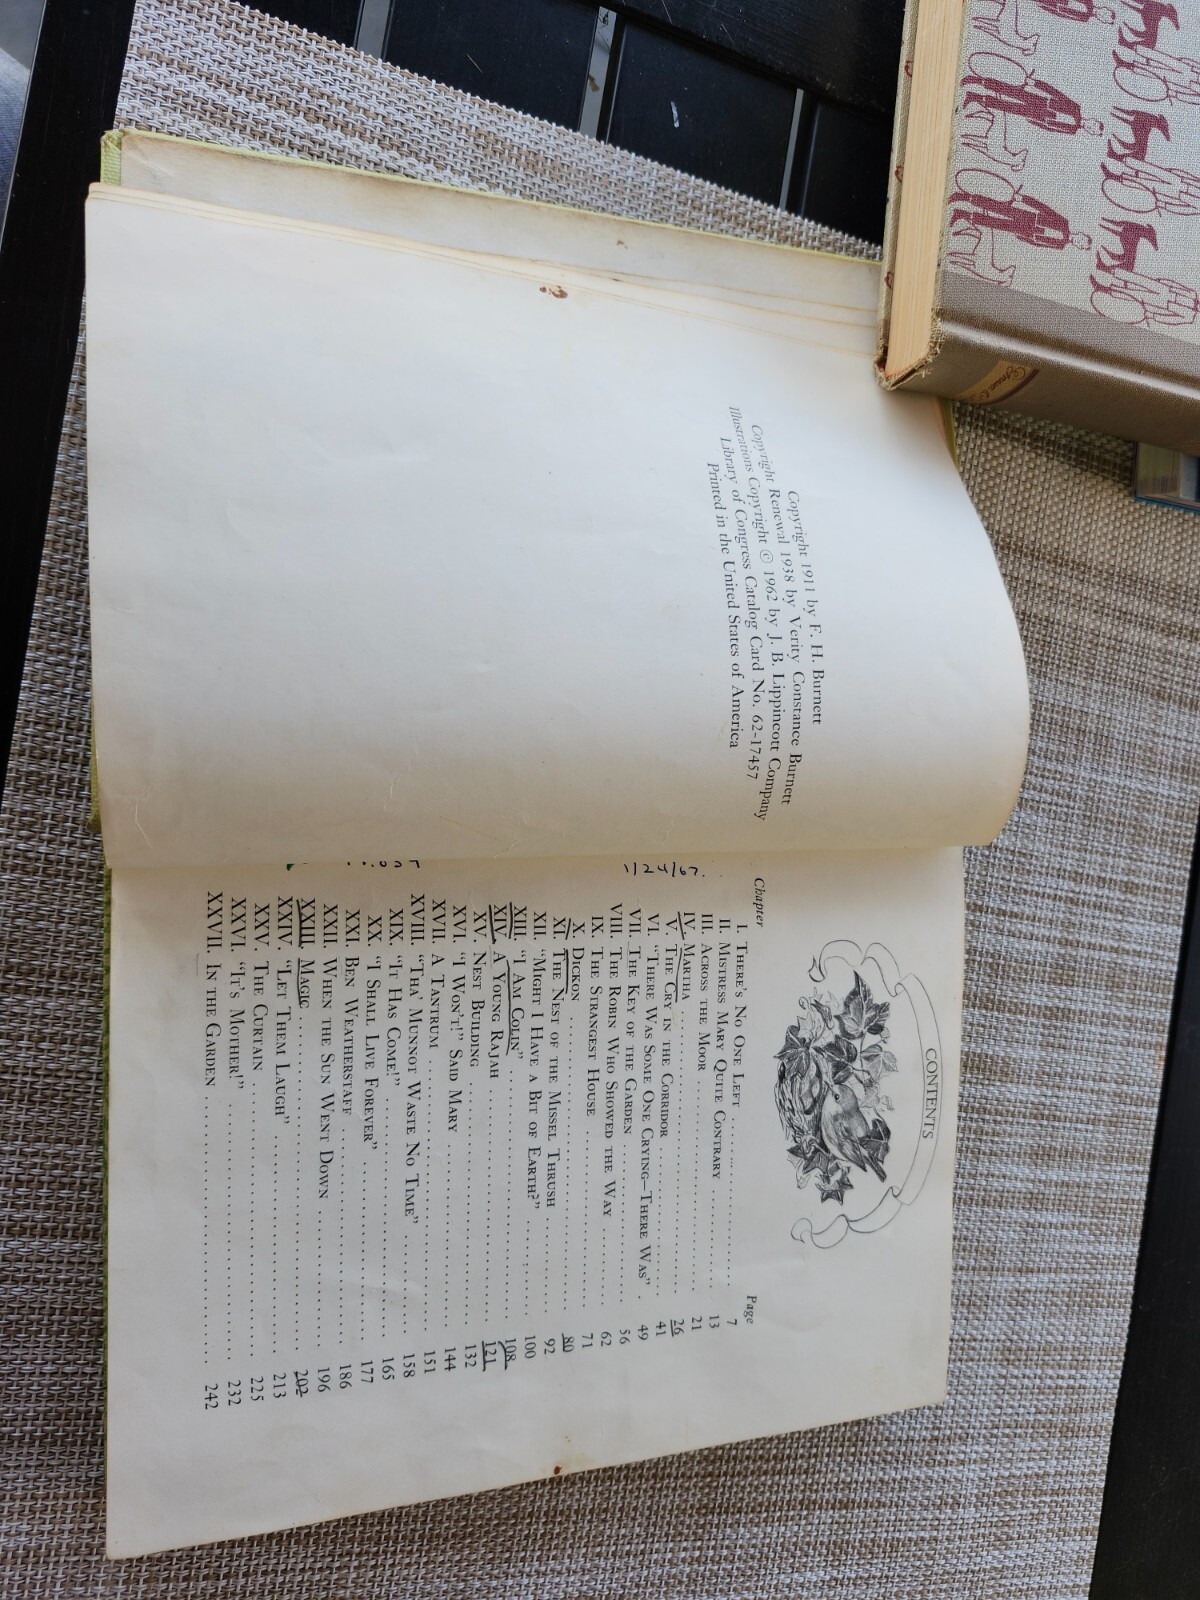 Copyright 1911 by F. H. Burnett
Copyright Renewal 1938 by Verity Constance Burnett
Illustrations Copyright © 1962 by J. B. Lippincott Company
Library of Congress Catalog Card No. 62-17457
Printed in the United States of America
CONTENTS
Chapter Page
I. There's No One Left 7
II. Mistress Mary Quite Contrary 13
III. Across the Moor 21
IV. Martha 26
V. The Cry in the Corridor 41
VI. "There Was Some One Crying—There Was" 49
VII. The Key of the Garden 56
VIII. The Robin Who Showed the Way 62
IX. The Strangest House 71
X. Dickon 80
XI. The Nest of the Missel Thrush 92
XII. "Might I Have a Bit of Earth?" 100
XIII. "I Am Colin" 108
XIV. A Young Rajah 121
XV. Nest Building 132
XVI. "I Won't!" Said Mary 144
XVII. A Tantrum 151
XVIII. "Tha' Munnot Waste No Time" 158
XIX. "It Has Come!" 165
XX. "I Shall Live Forever" 177
XXI. Ben Weatherstaff 186
XXII. When the Sun Went Down 196
XXIII. Magic 202
XXIV. "Let Them Laugh" 213
XXV. The Curtain 225
XXVI. "It's Mother!" 232
XXVII. In the Garden 242
1/24/67.